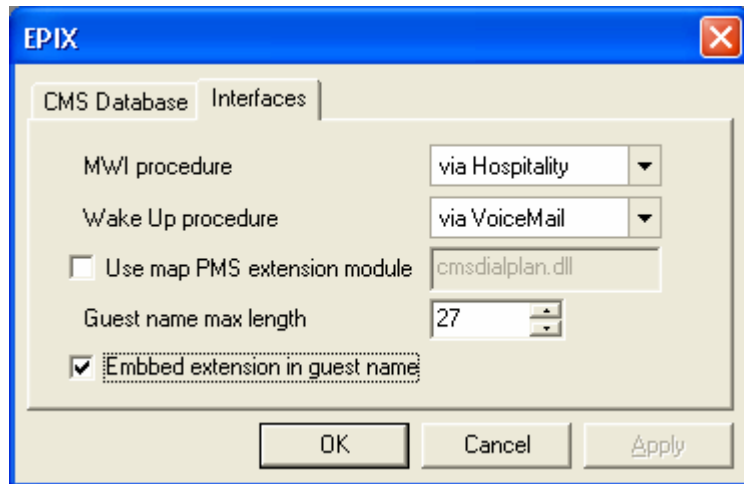 EPIX
CMS Database Interfaces
MWI procedure via Hospitality
Wake Up procedure via VoiceMail
Use map PMS extension module cmsdialplan.dll
Guest name max length 27
Embbed extension in guest name
OK Cancel Apply